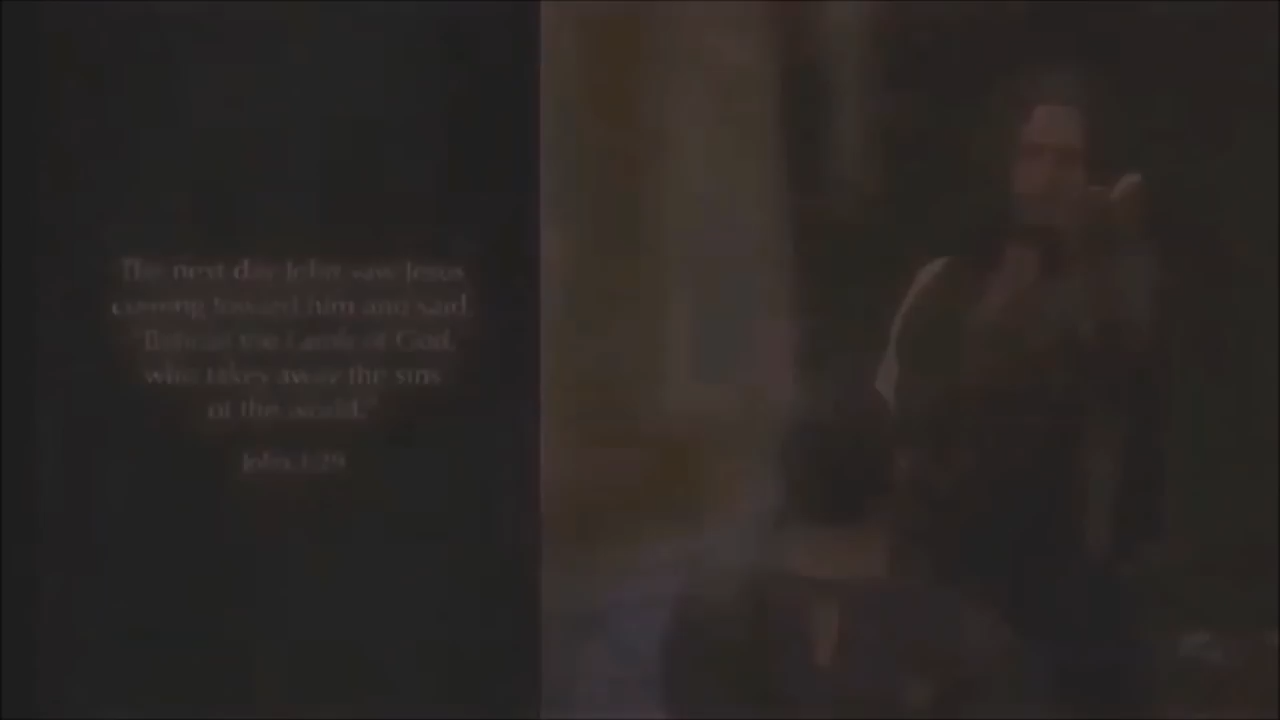 The next day John saw Jesus
coming toward him and said,
"Behold the Lamb of God,
who takes away the sins
of the world."
John 1:29